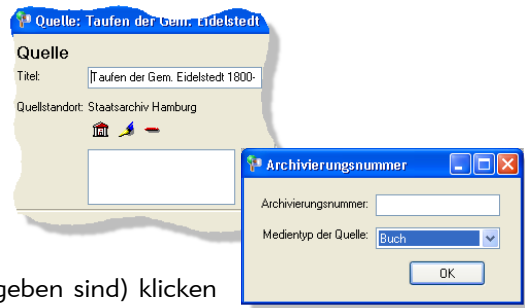 Quelle: Taufen der Gem. Eidelstedt
Quelle
Titel: Taufen der Gem. Eidelstedt 1800-
Quellstandort: Staatsarchiv Hamburg
Archivierungsnummer
Archivierungsnummer:
Medientyp der Quelle: Buch
OK
geben sind) klicken